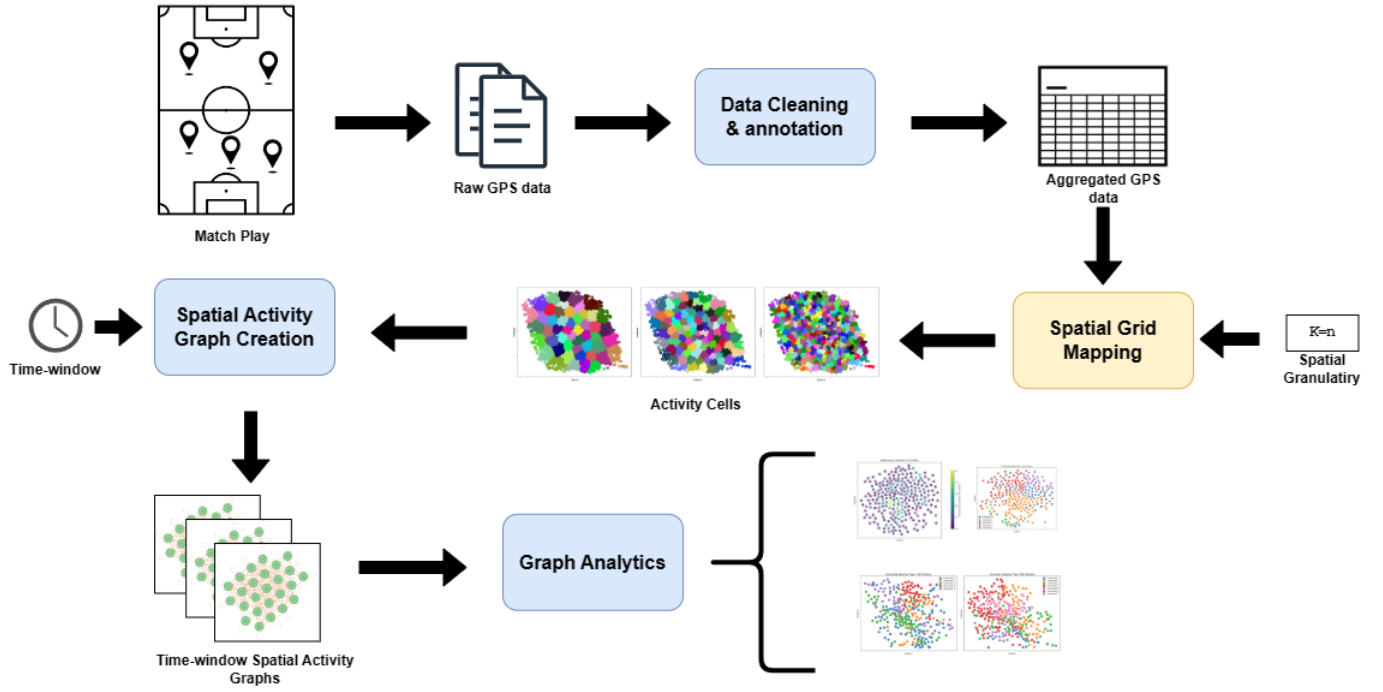 Match Play
Raw GPS data
Data Cleaning
& annotation
Aggregated GPS
data
Time-window
Spatial Activity
Graph Creation
Activity Cells
Spatial Grid
Mapping
K=n
Spatial
Granulatiry
Time-window Spatial Activity
Graphs
Graph Analytics